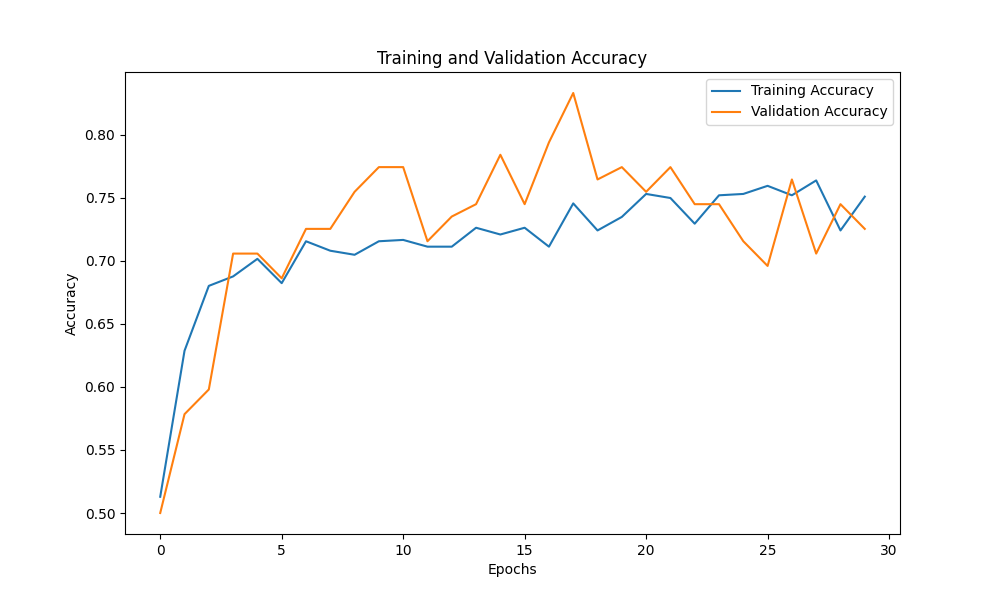 Training and Validation Accuracy
Training Accuracy
Validation Accuracy
0.80
0.75
0.70
0.65
0.60
0.55
0.50
Accuracy
0 5 10 15 20 25 30
Epochs